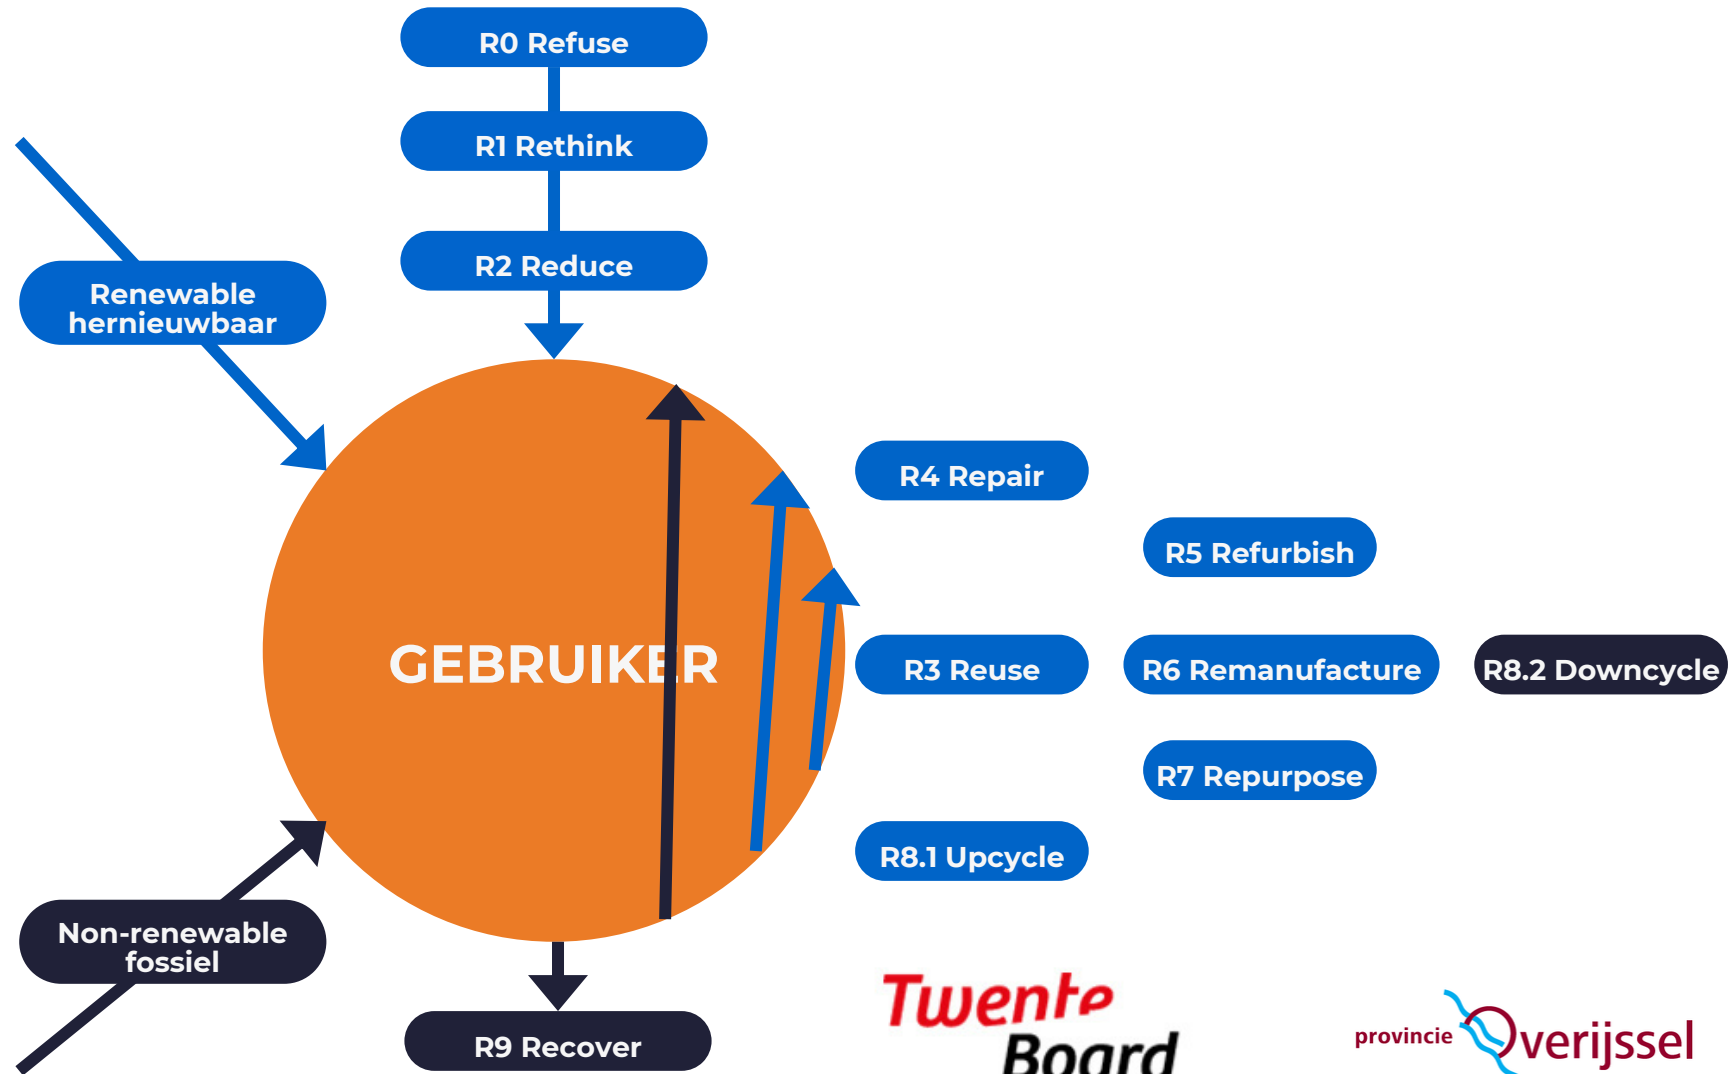 R0 Refuse
R1 Rethink
R2 Reduce
Renewable
hernieuwbaar
R4 Repair
R5 Refurbish
GEBRUIKER
R3 Reuse
R6 Remanufacture
R8.2 Downcycle
R7 Repurpose
R8.1 Upcycle
Non-renewable
fossiel
R9 Recover
Twente
Board
provincie Overijssel